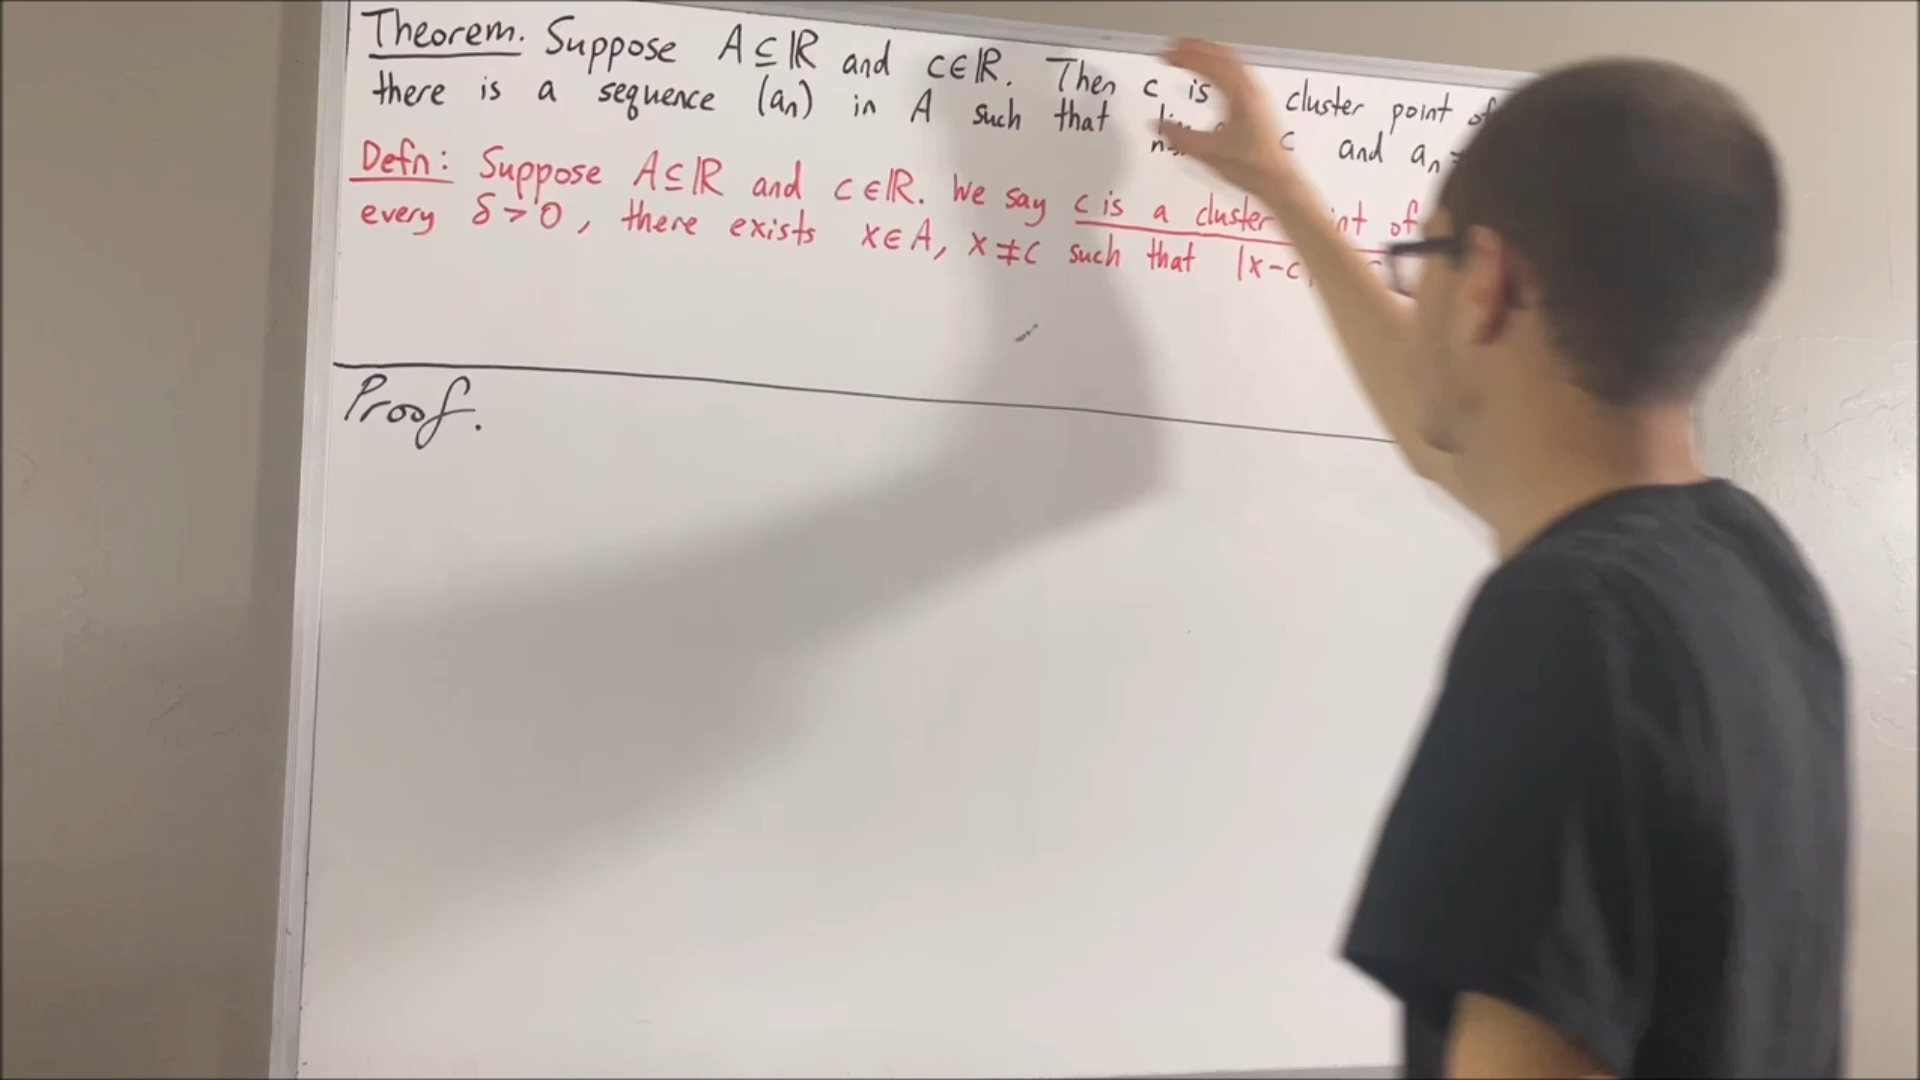 Theorem. Suppose A ⊆ ℝ and c ∈ ℝ. Then c is cluster point of
there is a sequence (aₙ) in A such that c and aₙ
Defn: Suppose A ⊆ ℝ and c ∈ ℝ. We say c is a cluster of
every δ > 0, there exists x ∈ A, x ≠ c such that |x-c
Proof.